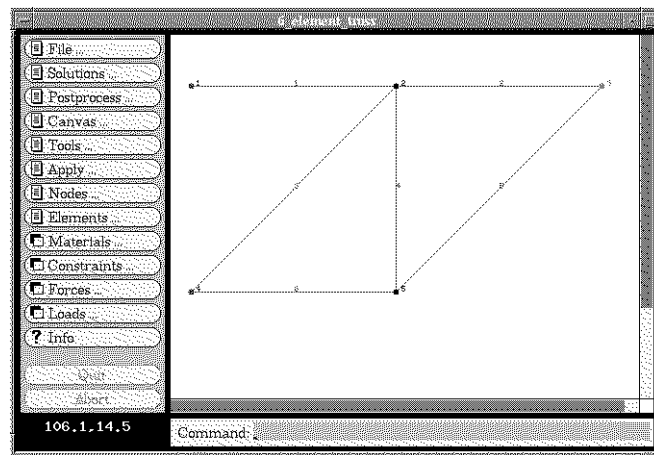 6_element_truss
File ...
Solutions ...
Postprocess ...
Canvas ...
Tools ...
Apply ...
Nodes ...
Elements ...
Materials ...
Constraints ...
Forces ...
Loads ...
? Info
Quit
Abort
106.1,14.5
Command:
1 1 2 2 3
3 4 5
4 6 5